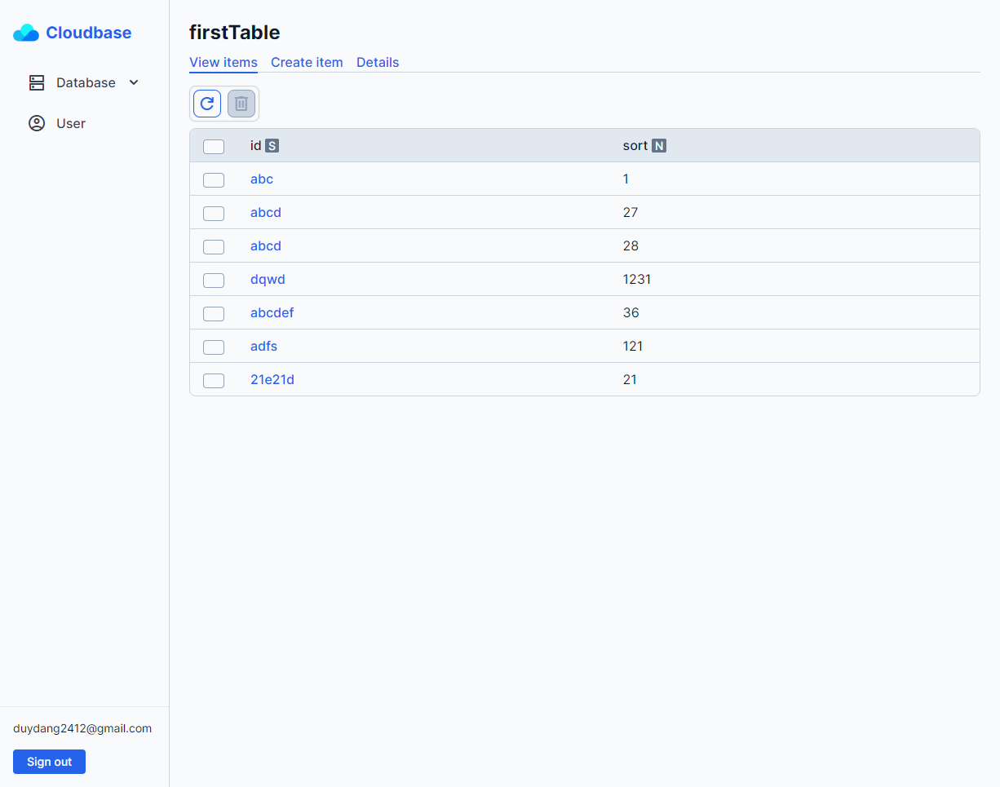 Cloudbase
Database
User
duydang2412@gmail.com
Sign out
firstTable
View items Create item Details
id S sort N
abc 1
abcd 27
abcd 28
dqwd 1231
abcdef 36
adfs 121
21e21d 21